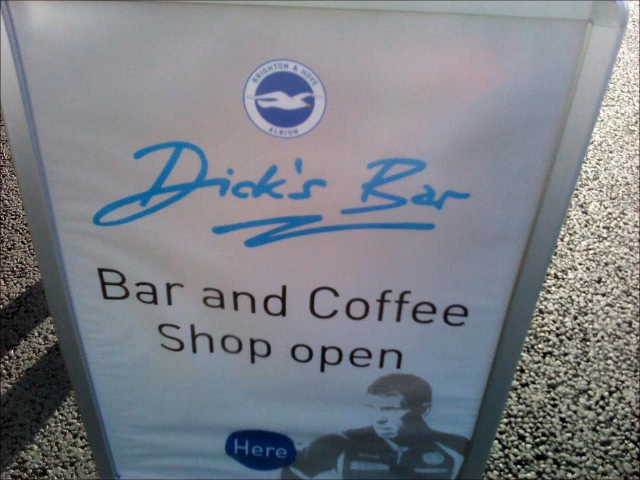 BRIGHTON & HOVE
ALBION
Dick's Bar
Bar and Coffee
Shop open
Here